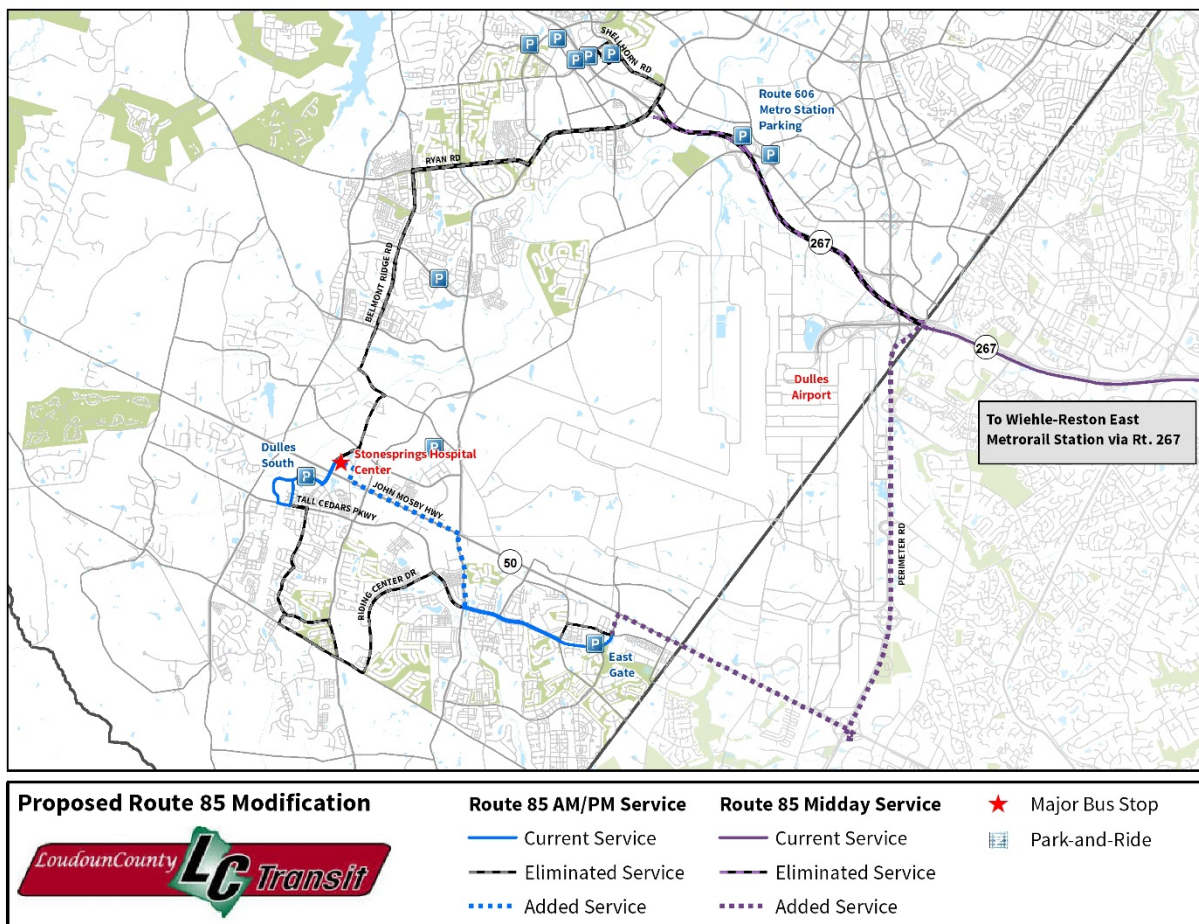 SHELLHORN RD
P
P
P
P
P
Route 606
Metro Station
Parking
P
P
RYAN RD
267
BELMONT RIDGE RD
P
267
Dulles
Airport
To Wiehle-Reston East
Metrorail Station via Rt. 267
P
Dulles
South
Stonesprings Hospital
Center
P
JOHN MOSBY HWY
TALL CEDARS PKWY
PERIMETER RD
50
RIDING CENTER DR
P
East
Gate
Proposed Route 85 Modification
LoudounCounty
LC
Transit
Route 85 AM/PM Service
Current Service
Eliminated Service
Added Service
Route 85 Midday Service
Current Service
Eliminated Service
Added Service
Major Bus Stop
Park-and-Ride